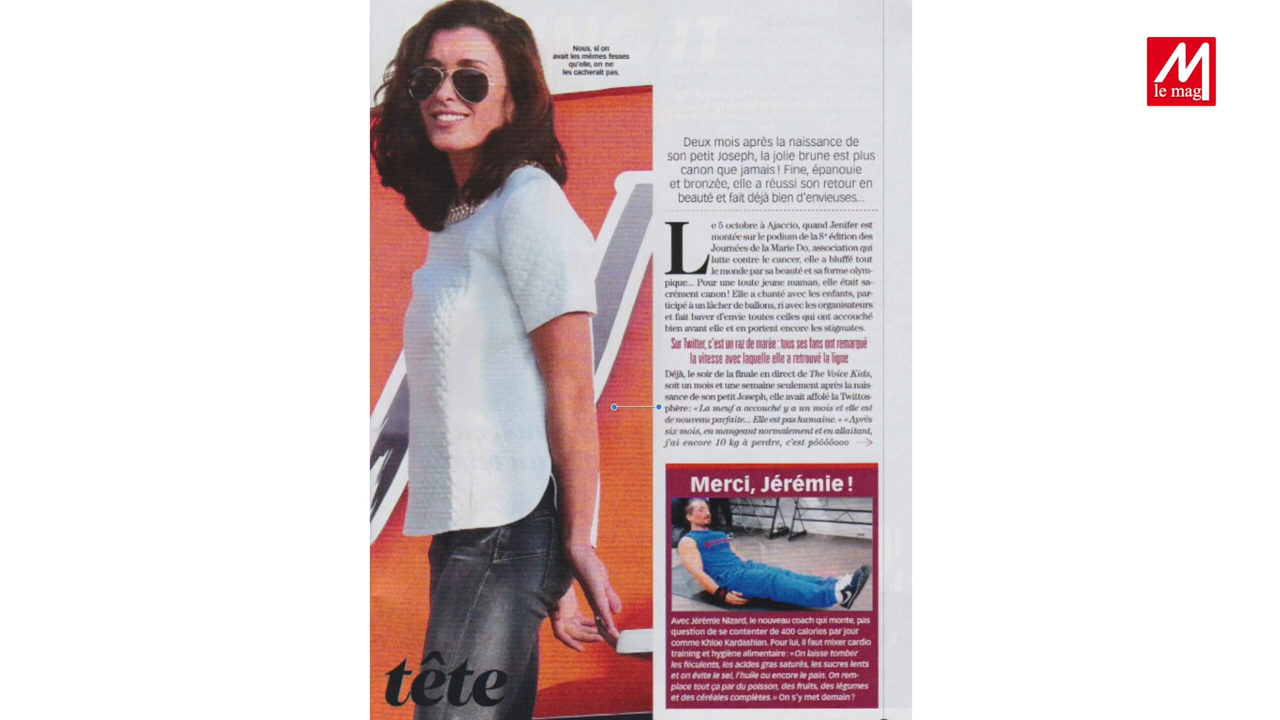 Nous, si on
avait les mêmes fesses
qu'elle, on ne
les cacherait pas.
M
le mag
Deux mois après la naissance de
son petit Joseph, la jolie brune est plus
canon que jamais ! Fine, épanouie
et bronzée, elle a réussi son retour en
beauté et fait déjà bien d'envieuses...
Le 5 octobre à Ajaccio, quand Jenifer est
montée sur le podium de la 8e édition des
Journées de la Marie Do, association qui
lutte contre le cancer, elle a bluffé tout
le monde par sa beauté et sa forme olym-
pique... Pour une toute jeune maman, elle était sa-
crément canon ! Elle a chanté avec les enfants, par-
ticipé à un lâcher de ballons, ri avec les organisateurs
et fait baver d'envie toutes celles qui ont accouché
bien avant elle et en portent encore les stigmates.
Sur Twitter, c'est un raz de marée : tous ses fans ont remarqué
la vitesse avec laquelle elle a retrouvé la ligne
Déjà, le soir de la finale en direct de The Voice Kids,
soit un mois et une semaine seulement après la nais-
sance de son petit Joseph, elle avait affolé la Twittos-
phère : « La meuf a accouché y a un mois et elle est
de nouveau parfaite... Elle est pas humaine. » « Après
six mois, en mangeant normalement et en allaitant,
j'ai encore 10 kg à perdre, c'est pôôôôooo
Merci, Jérémie !
Avec Jérémie Nizard, le nouveau coach qui monte, pas
question de se contenter de 400 calories par jour
comme Khloe Kardashian. Pour lui, il faut mixer cardio
training et hygiène alimentaire : « On laisse tomber
les féculents, les acides gras saturés, les sucres lents
et on évite le sel, l'huile ou encore le pain. On rem-
place tout ça par du poisson, des fruits, des légumes
et des céréales complètes. » On s'y met demain ?
tête